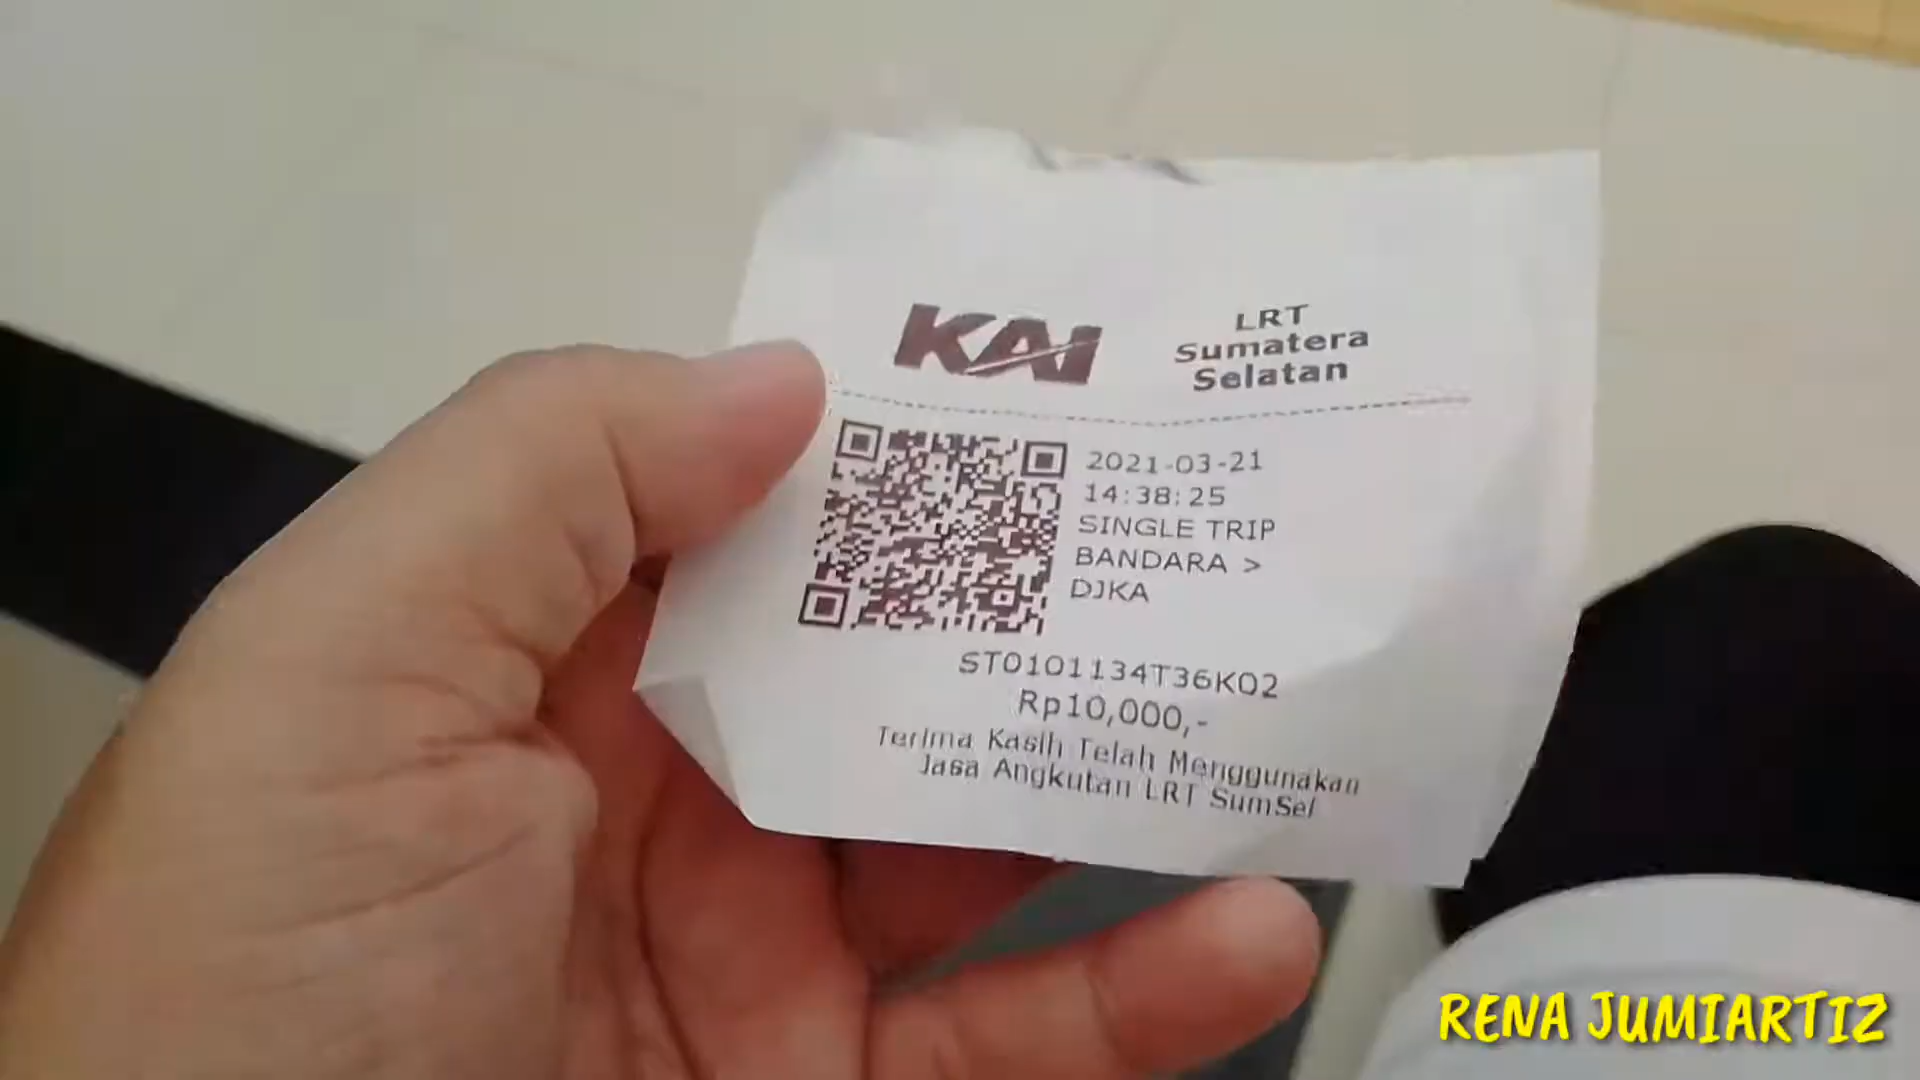 KAI
LRT
Sumatera
Selatan
2021-03-21
14:38:25
SINGLE TRIP
BANDARA >
DJKA
ST0101134T36K02
Rp10,000,-
Terima Kasih Telah Menggunakan
Jasa Angkutan LRT SumSel
RENA JUMIARTIZ